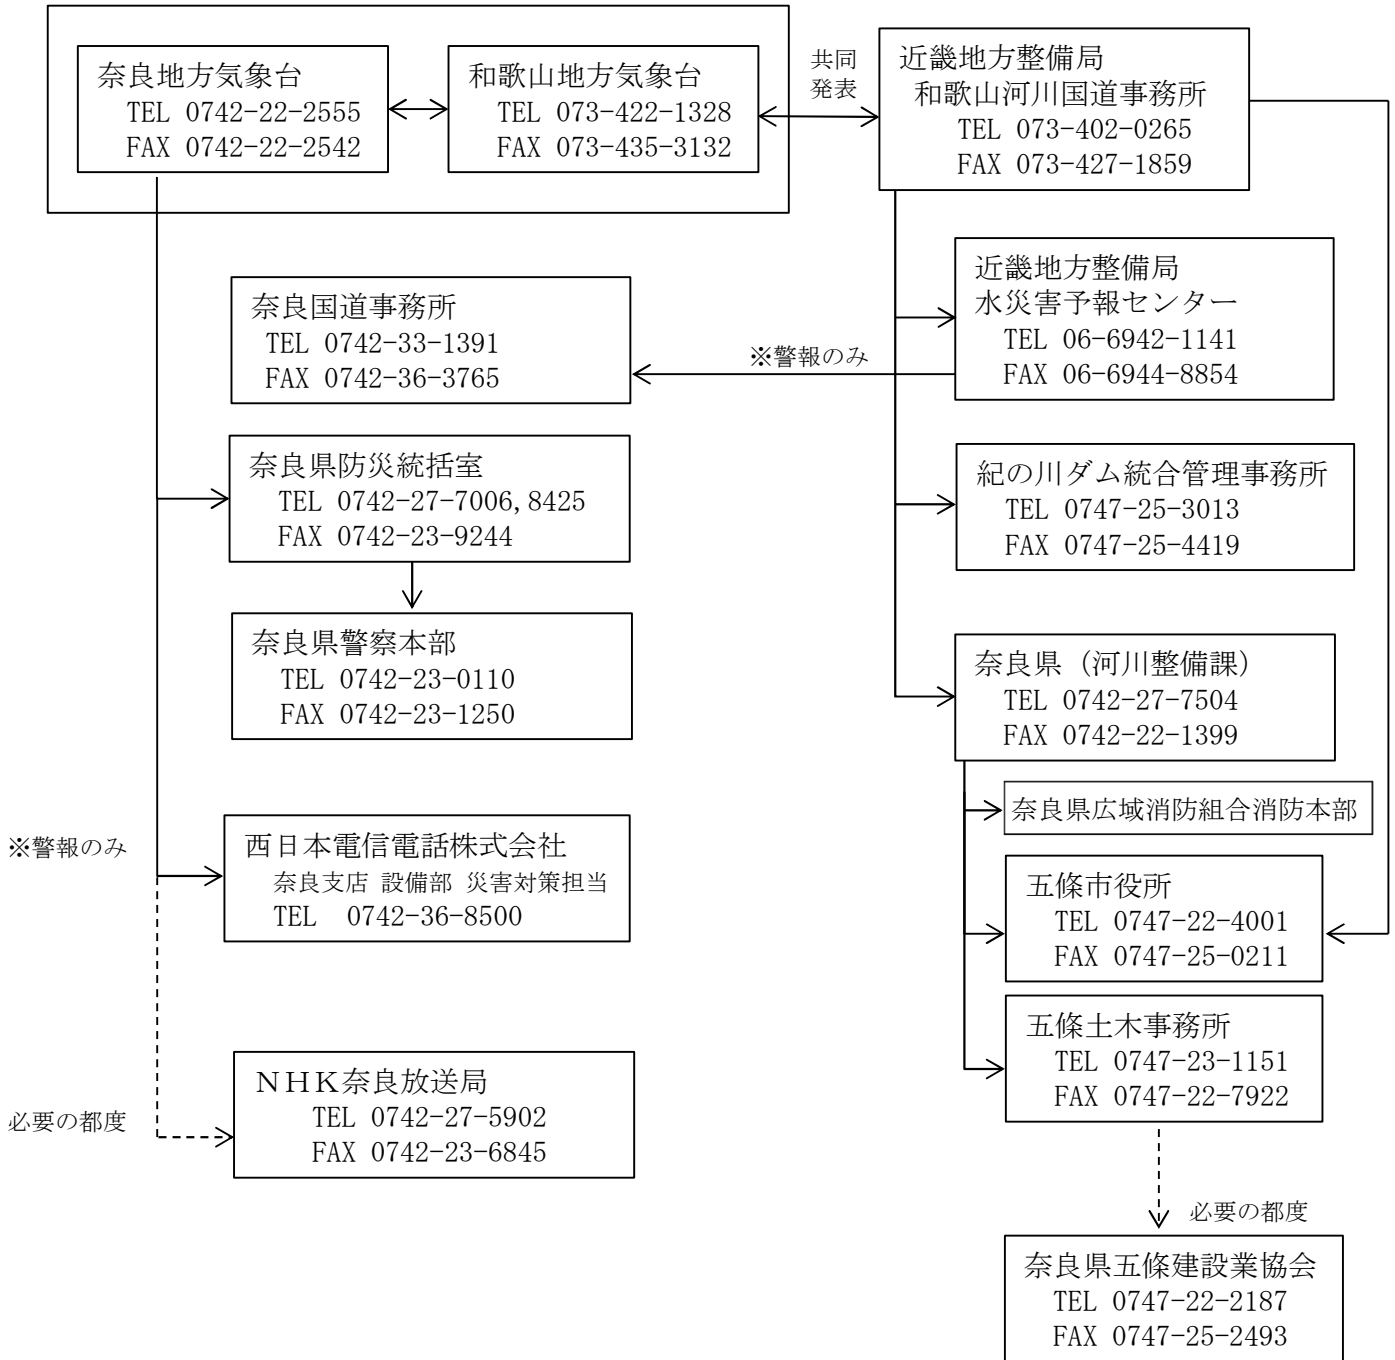 奈良地方気象台
TEL 0742-22-2555
FAX 0742-22-2542
和歌山地方気象台
TEL 073-422-1328
FAX 073-435-3132
共同
発表
近畿地方整備局
和歌山河川国道事務所
TEL 073-402-0265
FAX 073-427-1859
近畿地方整備局
水災害予報センター
TEL 06-6942-1141
FAX 06-6944-8854
奈良国道事務所
TEL 0742-33-1391
FAX 0742-36-3765
※警報のみ
奈良県防災統括室
TEL 0742-27-7006,8425
FAX 0742-23-9244
紀の川ダム統合管理事務所
TEL 0747-25-3013
FAX 0747-25-4419
奈良県警察本部
TEL 0742-23-0110
FAX 0742-23-1250
奈良県（河川整備課）
TEL 0742-27-7504
FAX 0742-22-1399
奈良県広域消防組合消防本部
※警報のみ
西日本電信電話株式会社
奈良支店 設備部 災害対策担当
TEL 0742-36-8500
五條市役所
TEL 0747-22-4001
FAX 0747-25-0211
五條土木事務所
TEL 0747-23-1151
FAX 0747-22-7922
必要の都度
ＮＨＫ奈良放送局
TEL 0742-27-5902
FAX 0742-23-6845
必要の都度
奈良県五條建設業協会
TEL 0747-22-2187
FAX 0747-25-2493